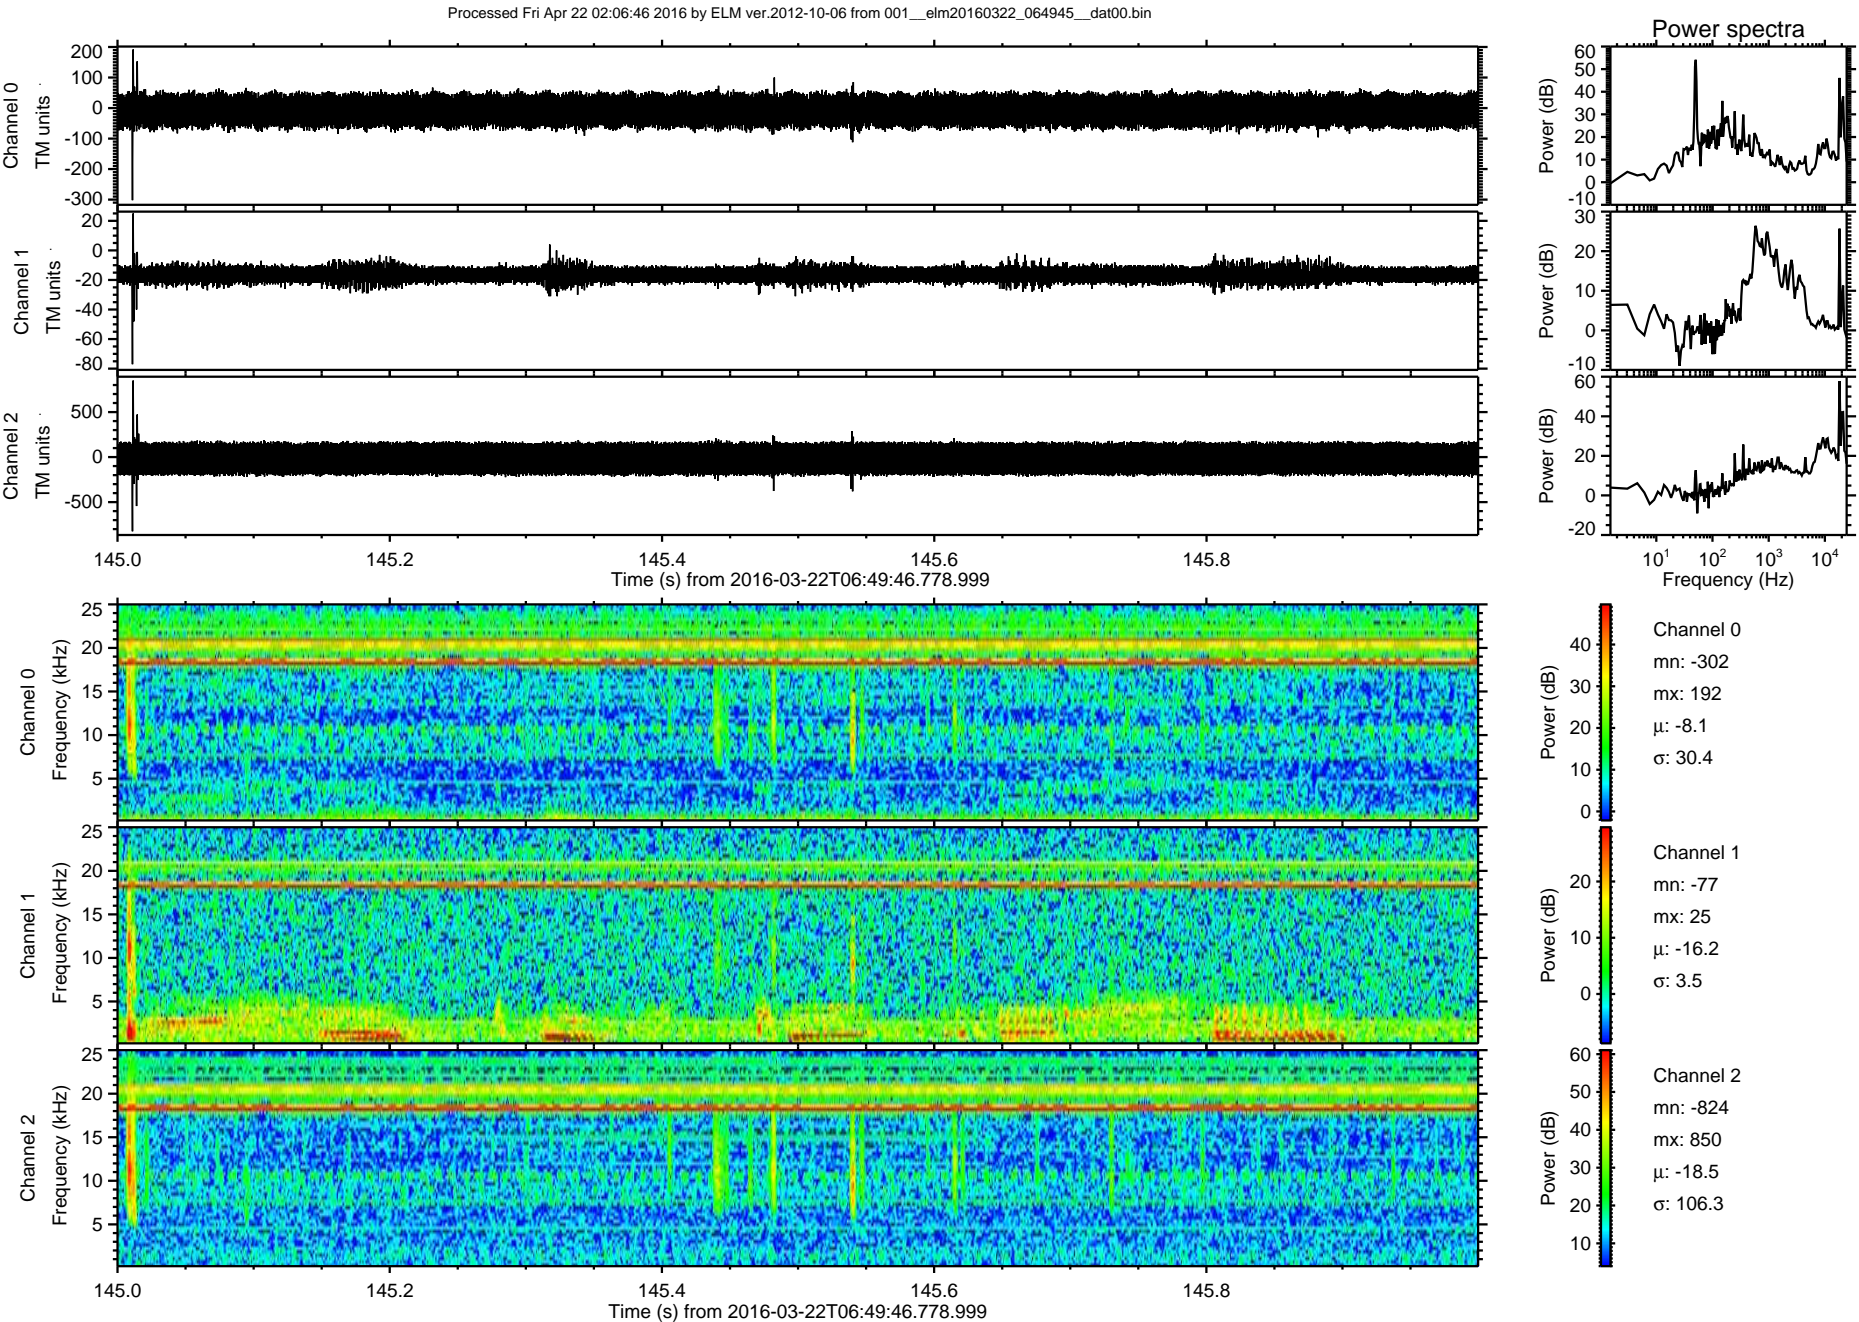 Processed Fri Apr 22 02:06:46 2016 by ELM ver.2012-10-06 from 001__elm20160322_064945__dat00.bin
Power spectra
Channel 0
TM units
200
100
0
-100
-200
-300
Power (dB)
60
50
40
30
20
10
0
-10
Channel 1
TM units
20
0
-20
-40
-60
-80
Power (dB)
30
20
10
0
-10
Channel 2
TM units
500
0
-500
Power (dB)
60
40
20
0
-20
145.0 145.2 145.4 145.6 145.8
Time (s) from 2016-03-22T06:49:46.778.999
10¹ 10² 10³ 10⁴
Frequency (Hz)
Channel 0
Frequency (kHz)
25
20
15
10
5
Power (dB)
40
30
20
10
0
Channel 0
mn: -302
mx: 192
μ: -8.1
σ: 30.4
Channel 1
Frequency (kHz)
25
20
15
10
5
Power (dB)
20
10
0
Channel 1
mn: -77
mx: 25
μ: -16.2
σ: 3.5
Channel 2
Frequency (kHz)
25
20
15
10
5
Power (dB)
60
50
40
30
20
10
Channel 2
mn: -824
mx: 850
μ: -18.5
σ: 106.3
145.0 145.2 145.4 145.6 145.8
Time (s) from 2016-03-22T06:49:46.778.999